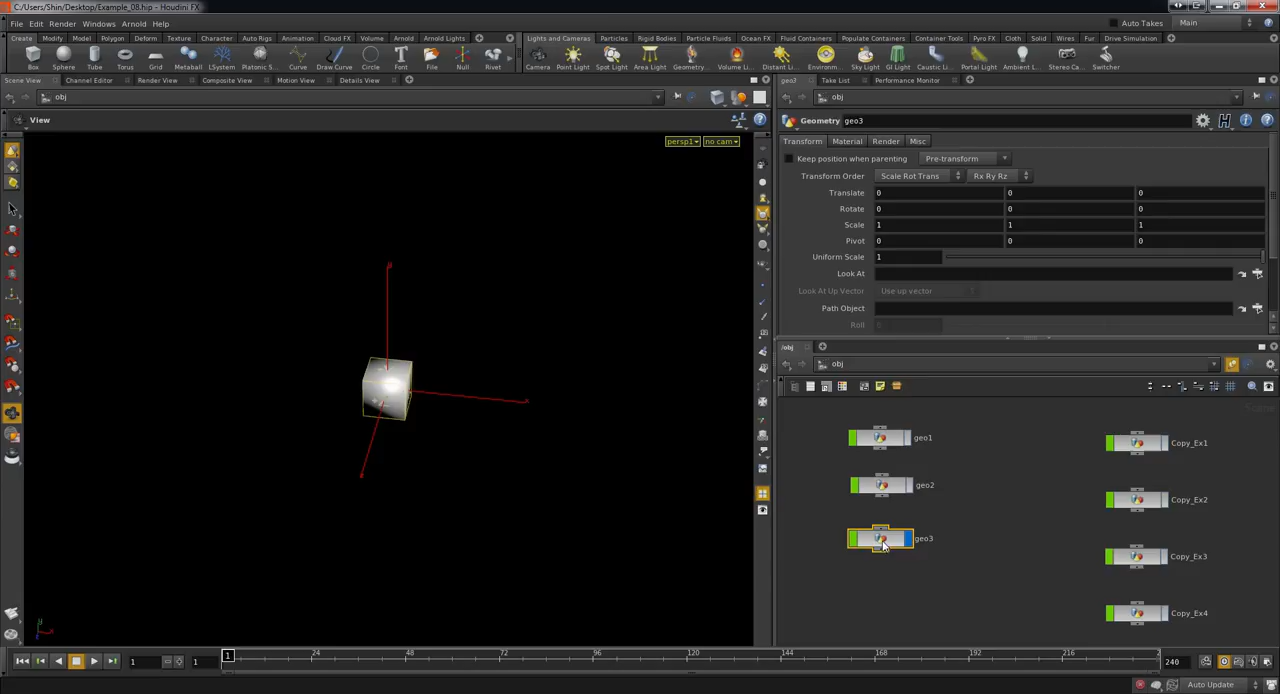 C:/Users/Shin/Desktop/Example_08.hip - Houdini FX
File Edit Render Windows Arnold Help
Auto Takes Main
Create Modify Model Polygon Deform Texture Character Auto Rigs Animation Cloud FX Volume Arnold Arnold Lights
Lights and Cameras Particles Rigid Bodies Particle Fluids Ocean FX Fluid Containers Populate Containers Container Tools Pyro FX Cloth Solid Wires Fur Drive Simulation
Box Sphere Tube Torus Grid Metaball LSystem Platonic S... Curve Draw Curve Circle Font File Null Rivet
Camera Point Light Spot Light Area Light Geometry... Volume Li... Distant Li... Environm... Sky Light GI Light Caustic Li... Portal Light Ambient L... Stereo Ca... Switcher
Scene View Channel Editor Render View Composite View Motion View Details View
geo3 Take List Performance Monitor
obj
obj
View
persp1 no cam
Geometry geo3
Transform Material Render Misc
Keep position when parenting Pre-transform
Transform Order Scale Rot Trans Rx Ry Rz
Translate 0 0 0
Rotate 0 0 0
Scale 1 1 1
Pivot 0 0 0
Uniform Scale 1
Look At
Look At Up Vector Use up vector
Path Object
Roll 0
/obj
obj
geo1
geo2
geo3
Copy_Ex1
Copy_Ex2
Copy_Ex3
Copy_Ex4
1 1 1 24 48 72 96 120 144 168 192 216 240
Auto Update